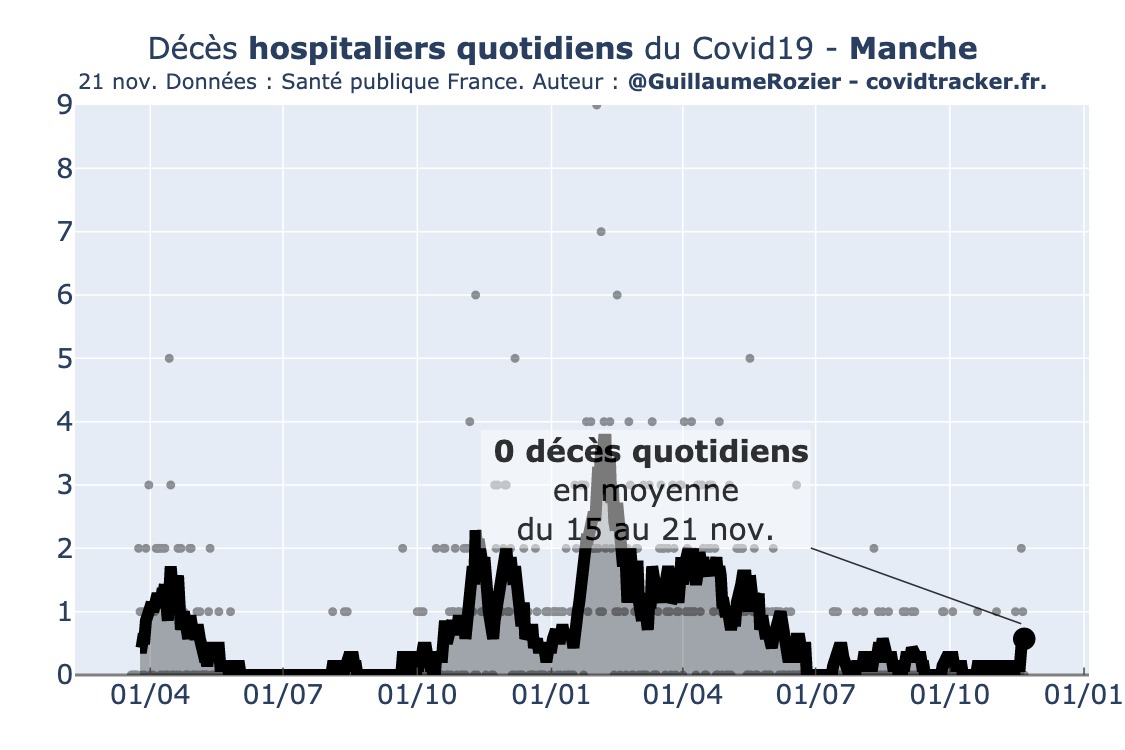 Décès hospitaliers quotidiens du Covid19 - Manche
21 nov. Données : Santé publique France. Auteur : @GuillaumeRozier - covidtracker.fr.
9
8
7
6
5
4
3
2
1
0
0 décès quotidiens
en moyenne
du 15 au 21 nov.
01/04 01/07 01/10 01/01 01/04 01/07 01/10 01/01